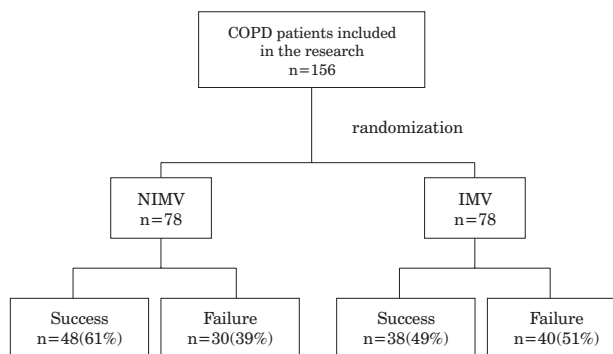 COPD patients included
in the research
n=156
randomization
NIMV
n=78
IMV
n=78
Success
n=48(61%)
Failure
n=30(39%)
Success
n=38(49%)
Failure
n=40(51%)